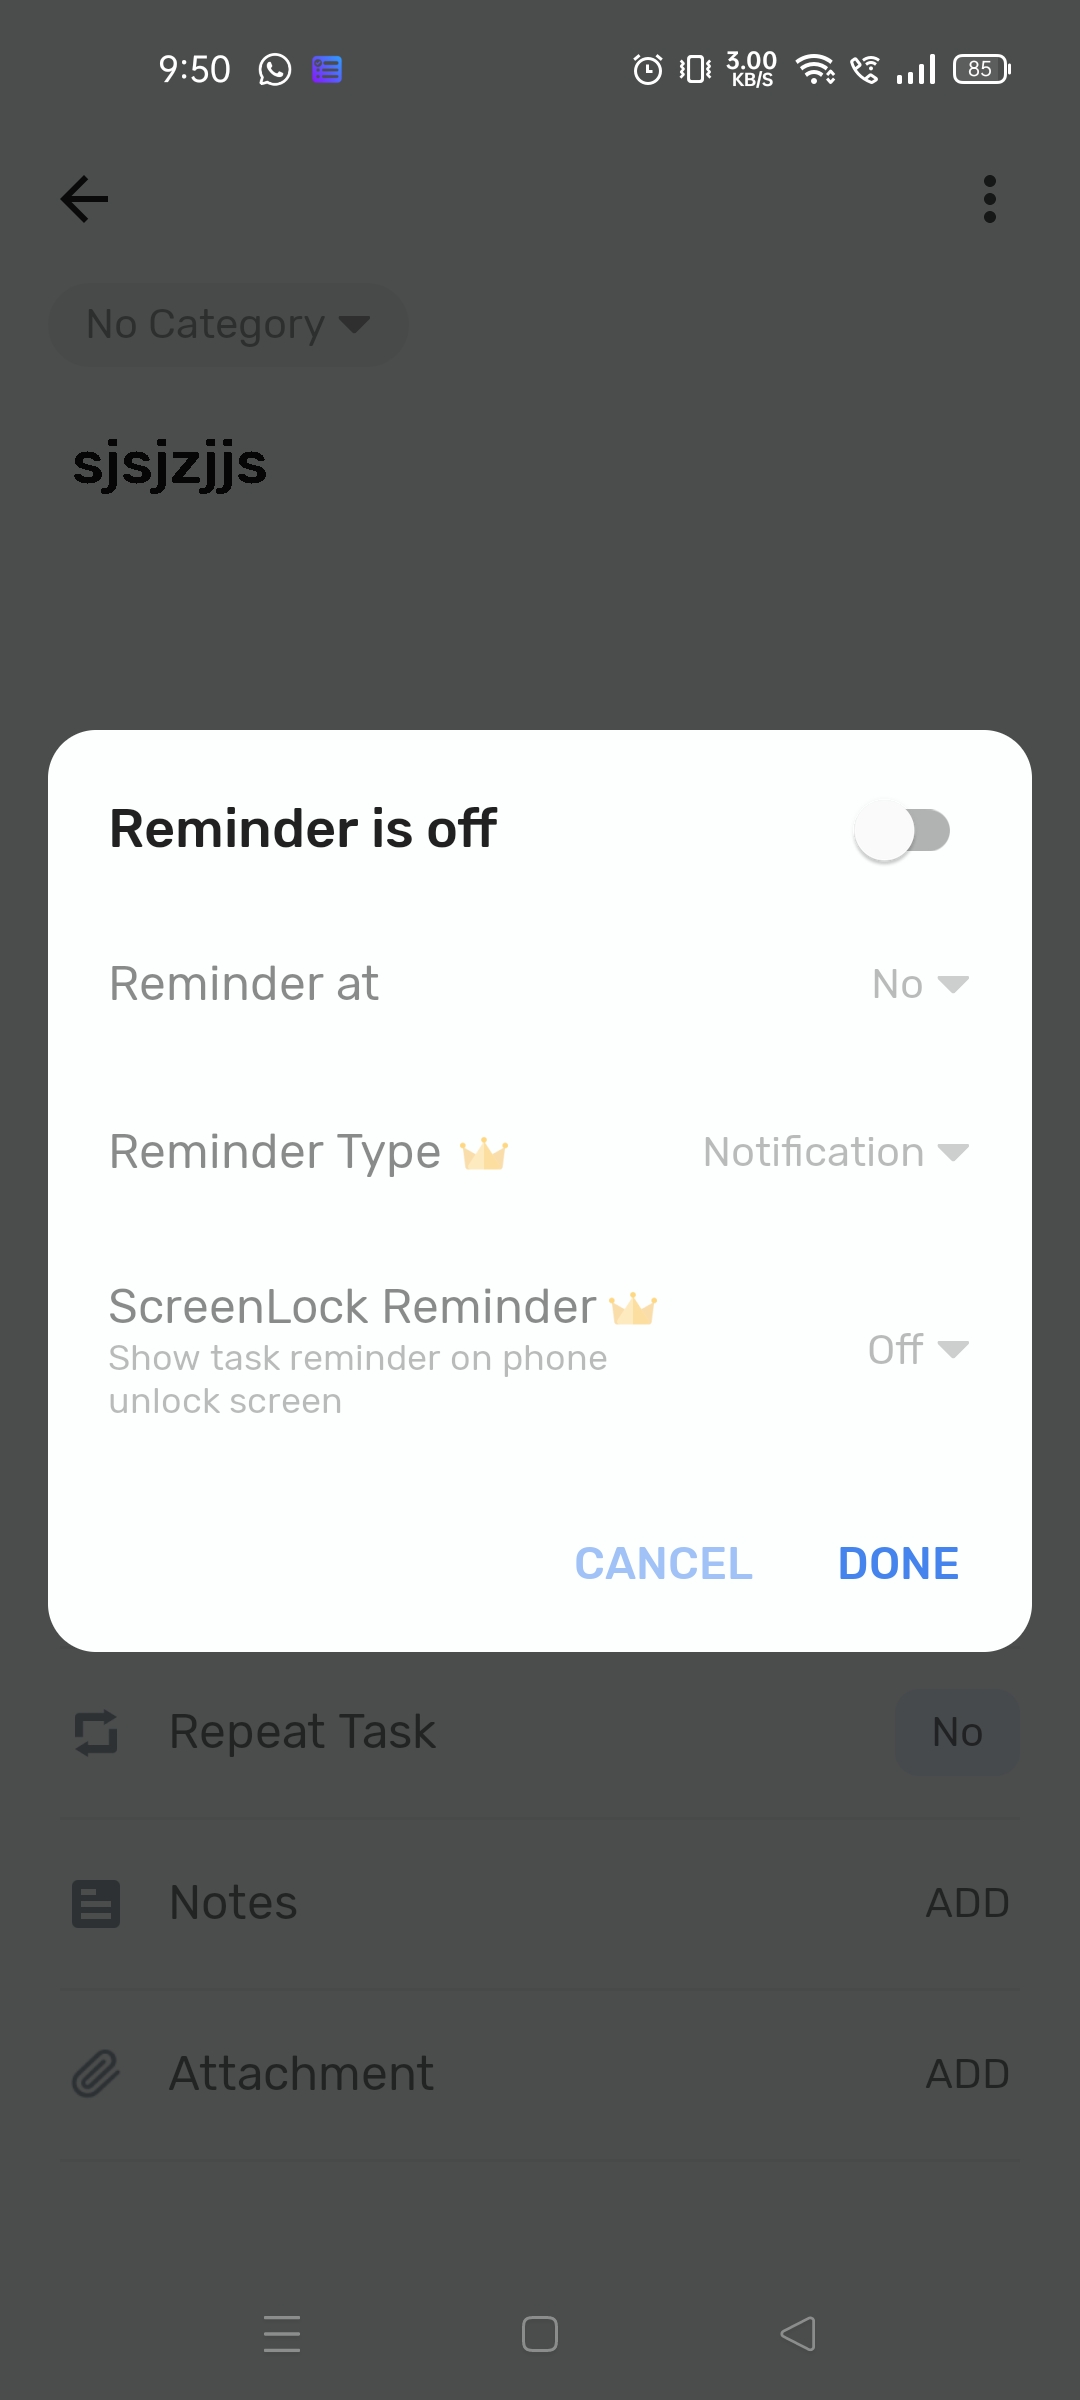 9:50
3.00
KB/S
85
No Category
sjsjzjjs
Reminder is off
Reminder at
No
Reminder Type
Notification
ScreenLock Reminder
Show task reminder on phone
unlock screen
Off
CANCEL
DONE
Repeat Task
No
Notes
ADD
Attachment
ADD